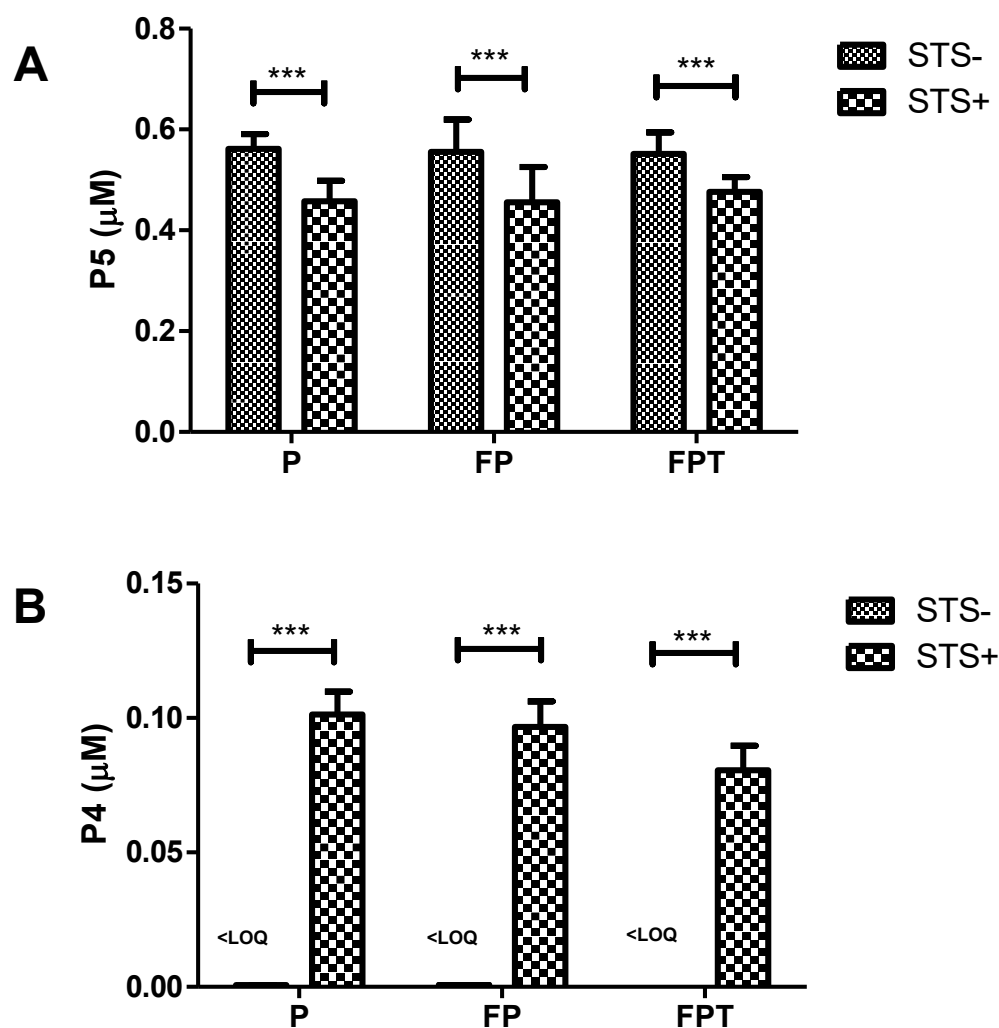 A
0.8
0.6
0.4
0.2
0.0
P5 (μM)
***
***
***
P
FP
FPT
STS-
STS+
B
0.15
0.10
0.05
0.00
P4 (μM)
***
***
***
<LOQ
<LOQ
<LOQ
P
FP
FPT
STS-
STS+